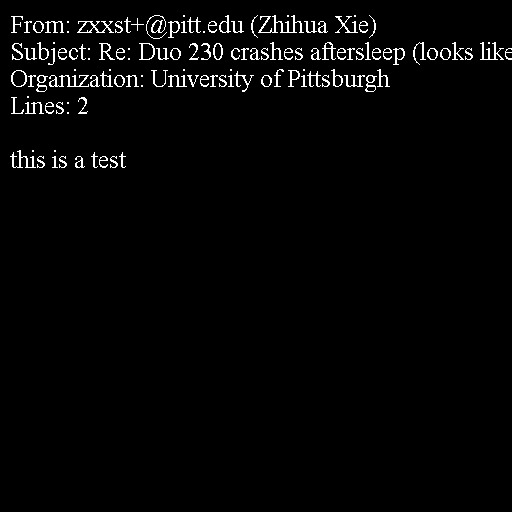 From: zxxst+@pitt.edu (Zhihua Xie)
Subject: Re: Duo 230 crashes aftersleep (looks like
Organization: University of Pittsburgh
Lines: 2

this is a test